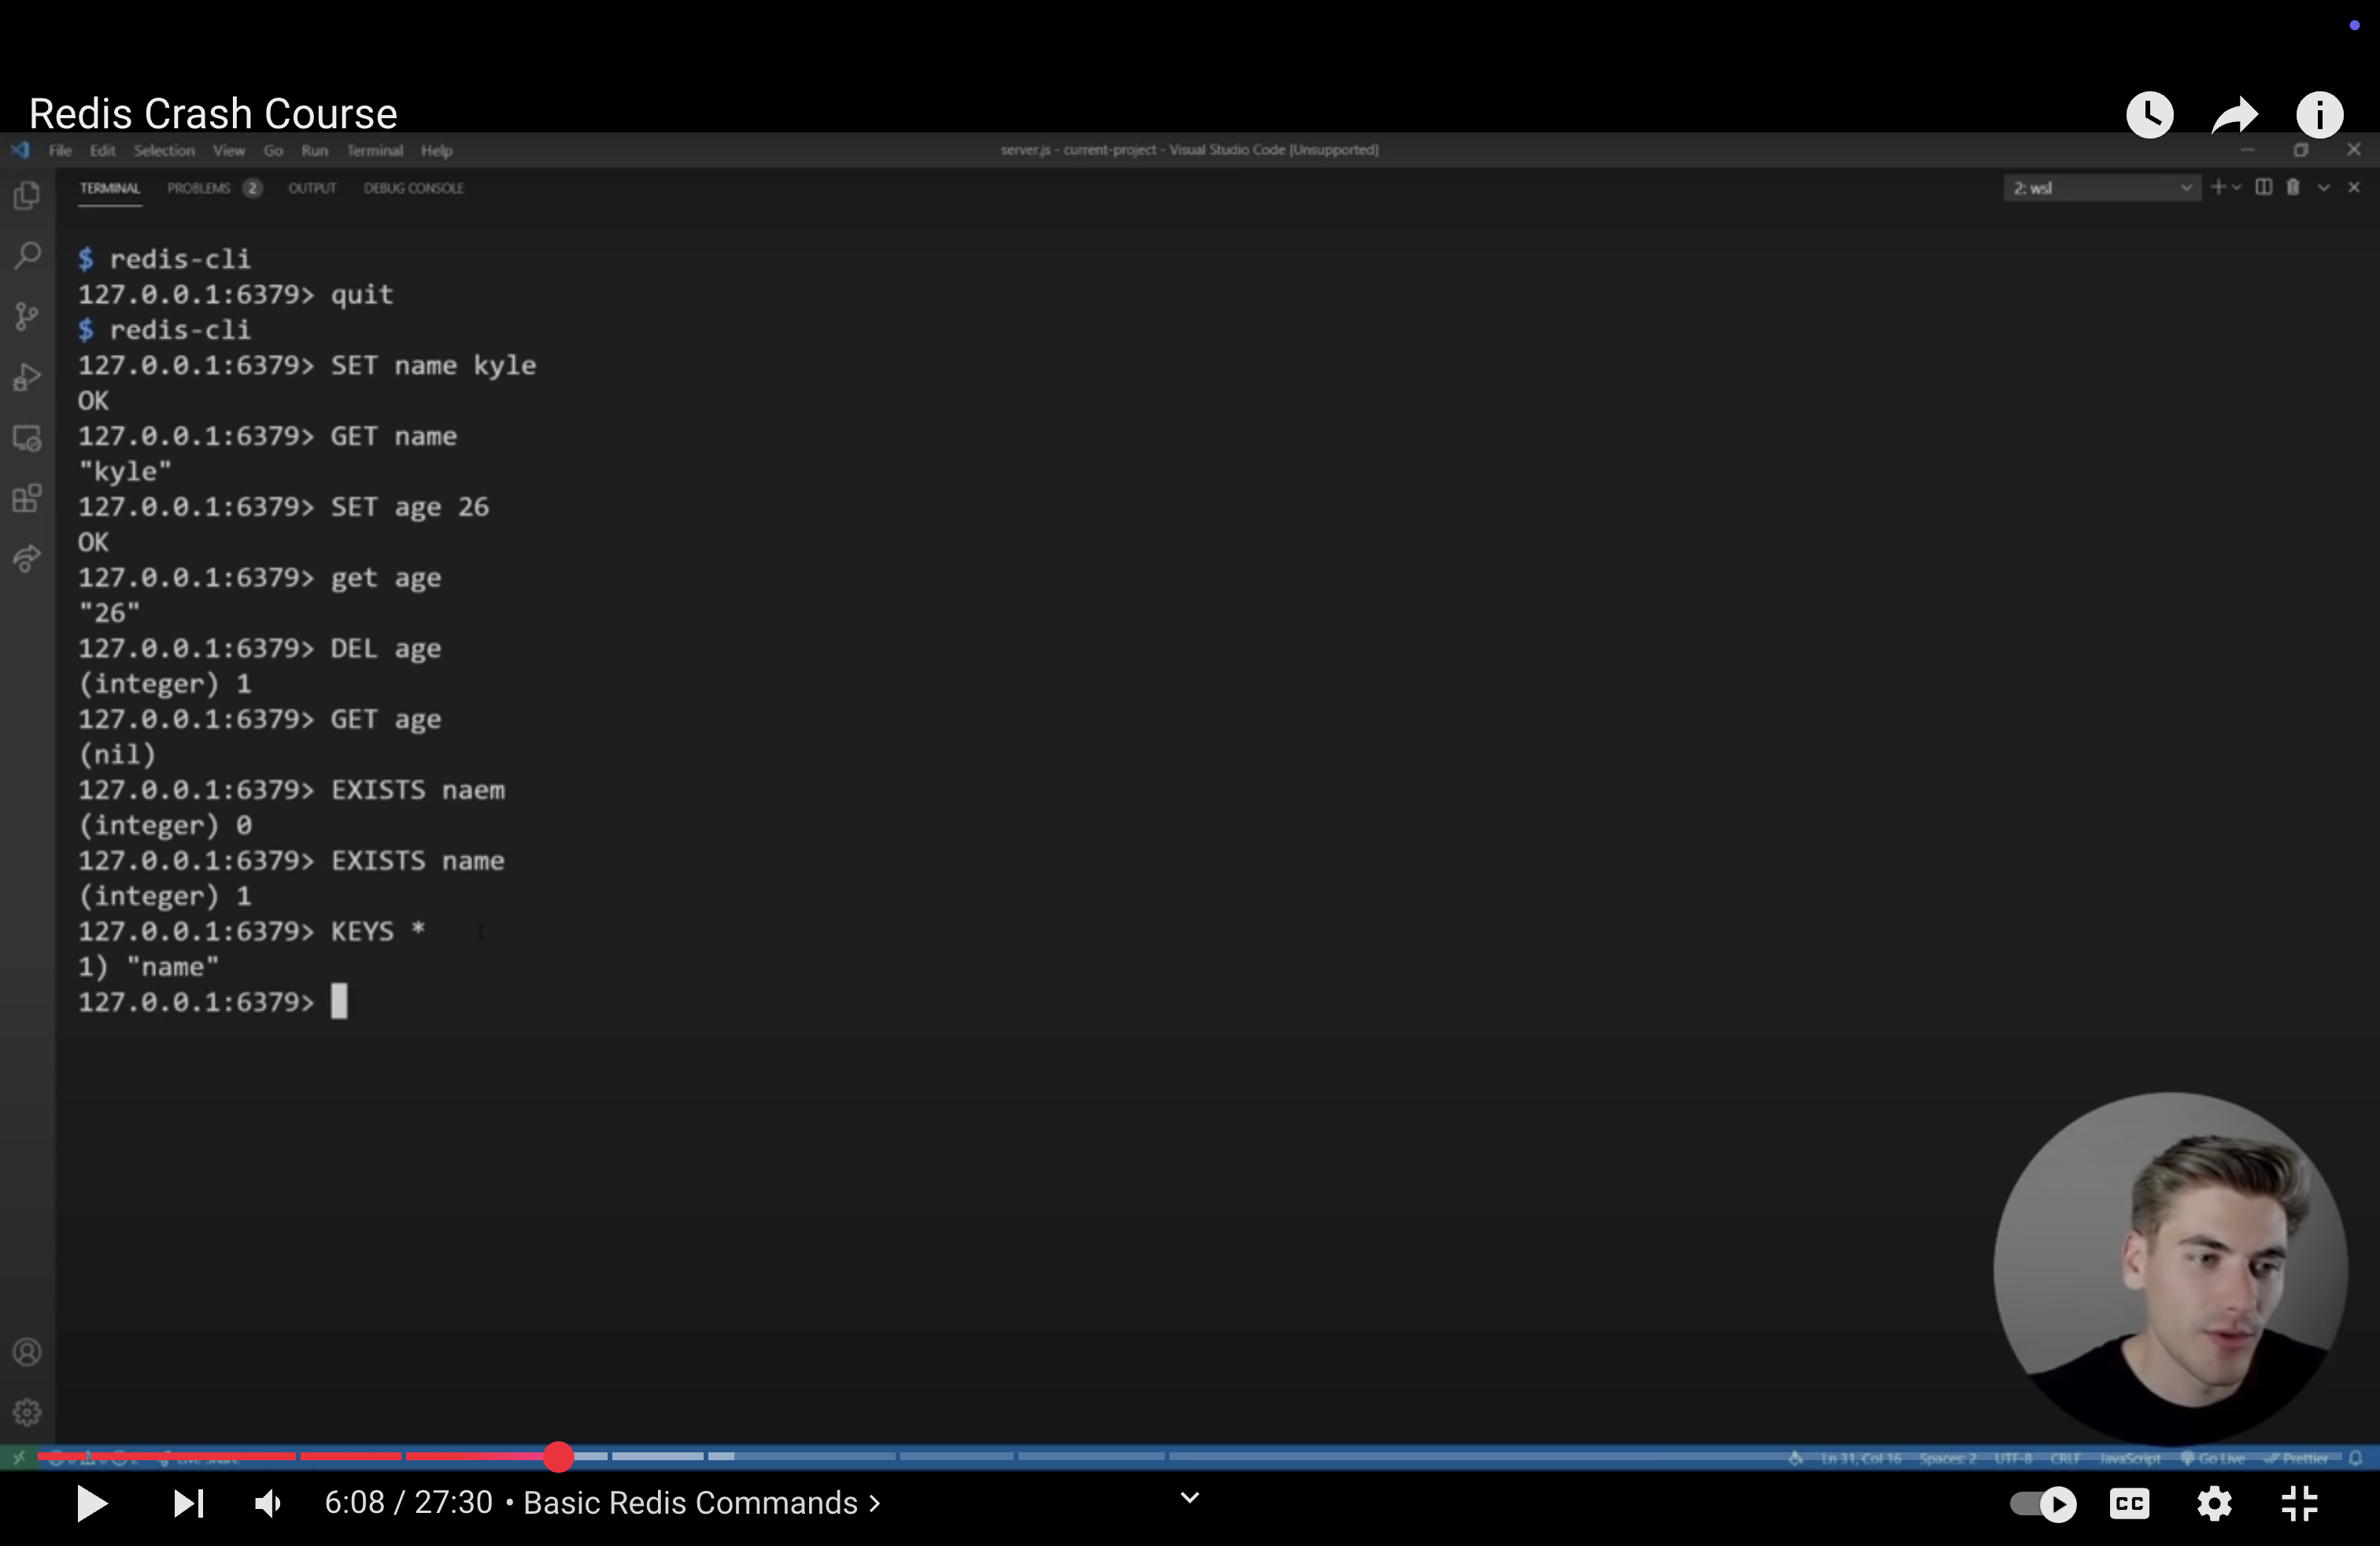 Redis Crash Course
File Edit Selection View Go Run Terminal Help
server.js - current-project - Visual Studio Code [Unsupported]
TERMINAL PROBLEMS 2 OUTPUT DEBUG CONSOLE
2: wsl
$ redis-cli
127.0.0.1:6379> quit
$ redis-cli
127.0.0.1:6379> SET name kyle
OK
127.0.0.1:6379> GET name
"kyle"
127.0.0.1:6379> SET age 26
OK
127.0.0.1:6379> get age
"26"
127.0.0.1:6379> DEL age
(integer) 1
127.0.0.1:6379> GET age
(nil)
127.0.0.1:6379> EXISTS naem
(integer) 0
127.0.0.1:6379> EXISTS name
(integer) 1
127.0.0.1:6379> KEYS *
1) "name"
127.0.0.1:6379>
Live Share
Ln 31, Col 16 Spaces: 2 UTF-8 CRLF JavaScript Go Live Prettier
6:08 / 27:30 • Basic Redis Commands >
CC